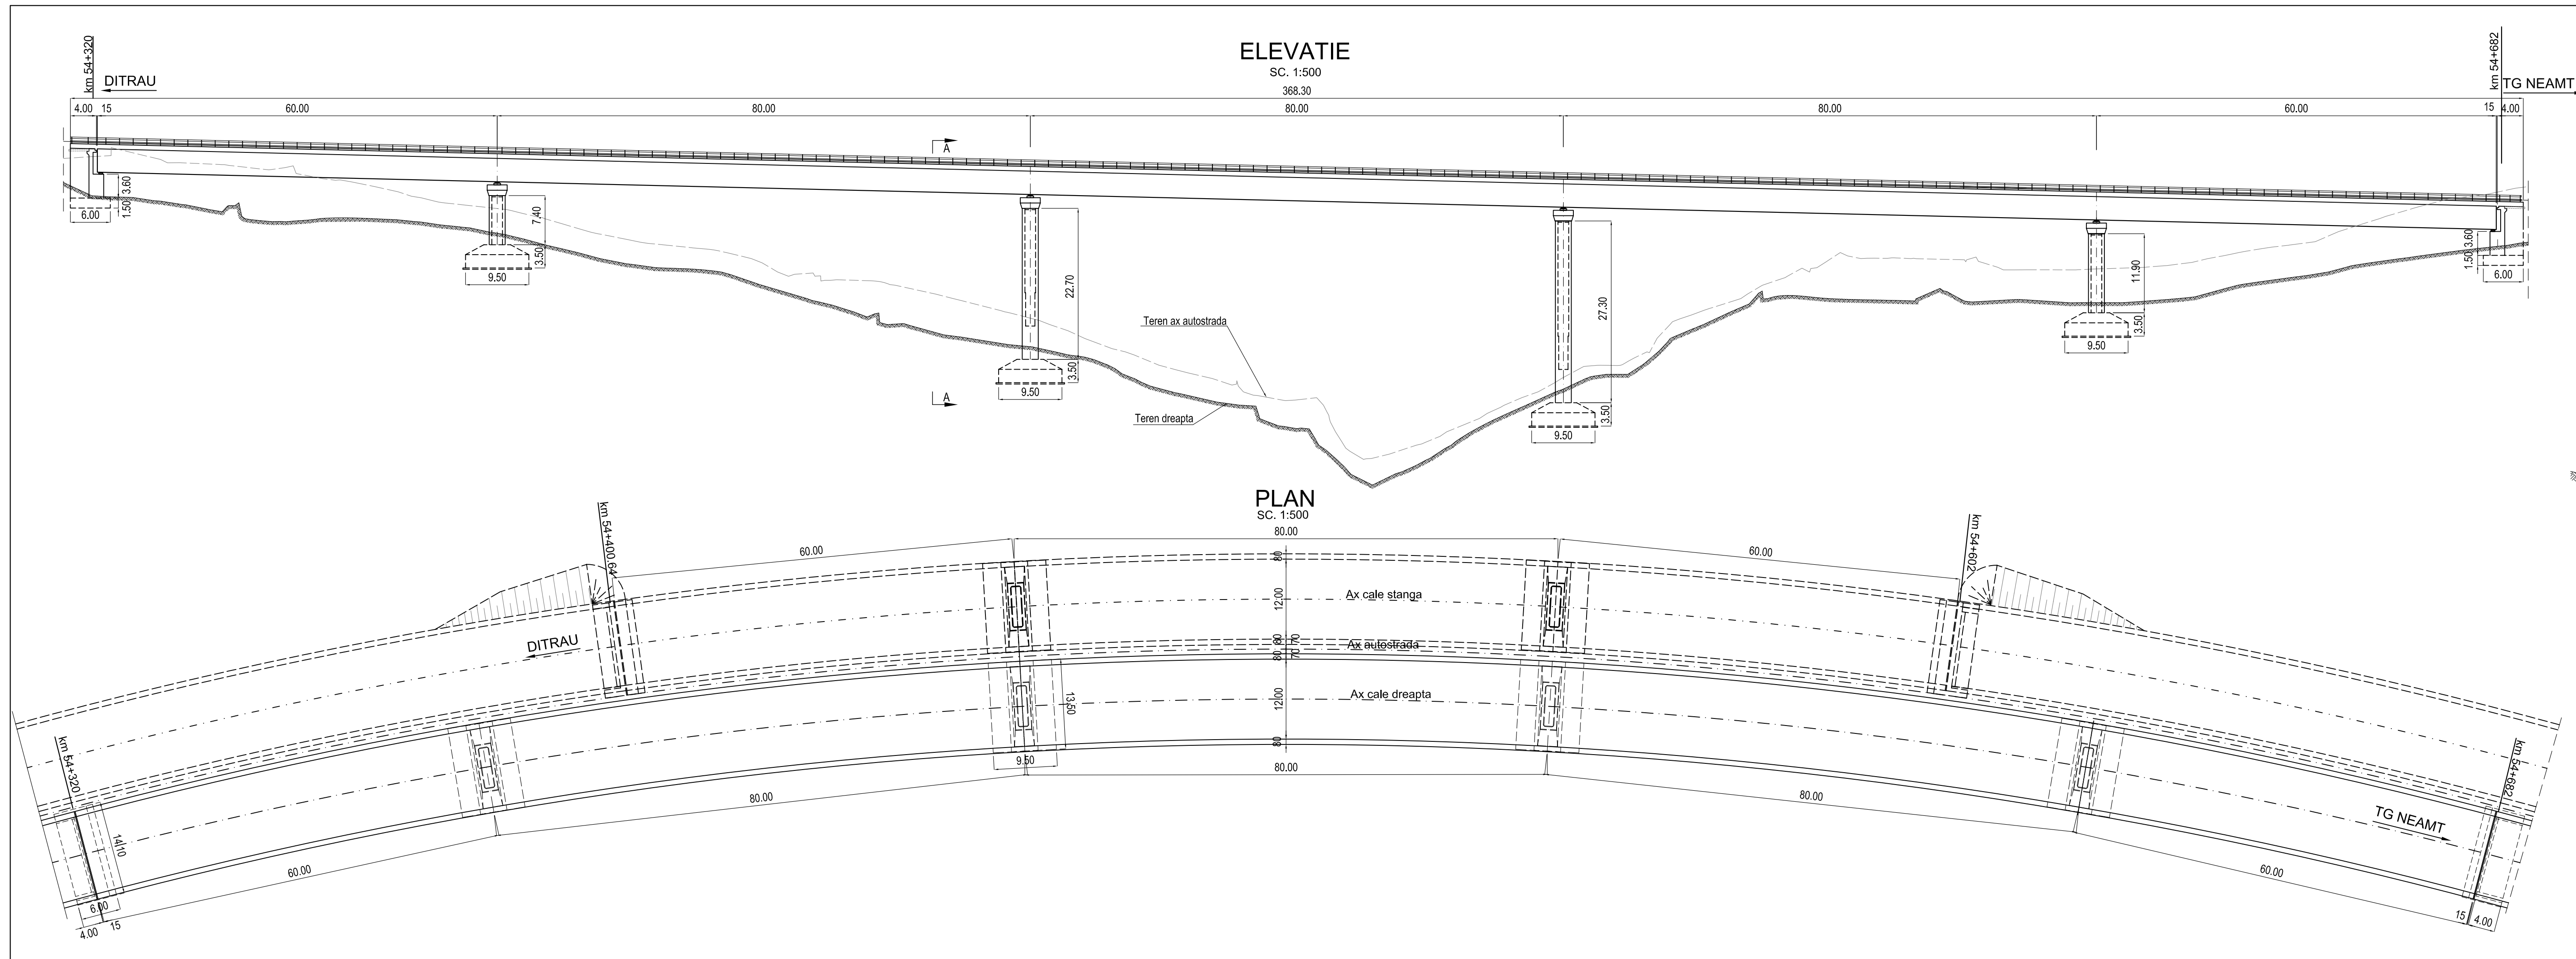 ELEVATIE
SC. 1:500
km 54+320
DITRAU
km 54+682
TG NEAMT
368.30
4.00 15 60.00 80.00 80.00 80.00 60.00 15 4.00
A
A
6.00
1.50 3.60
7.40
3.50
9.50
22.70
3.50
9.50
27.30
3.50
9.50
11.90
3.50
9.50
1.50 3.60
6.00
Teren ax autostrada
Teren dreapta
PLAN
SC. 1:500
km 54+400.64
60.00
80.00
60.00
km 54+602
80
12.00
80
70
70
80
12.00
80
Ax cale stanga
Ax autostrada
Ax cale dreapta
DITRAU
TG NEAMT
km 54+320
km 54+682
13.50
9.50
14.10
6.00
4.00
15
60.00
80.00
80.00
80.00
60.00
15
4.00